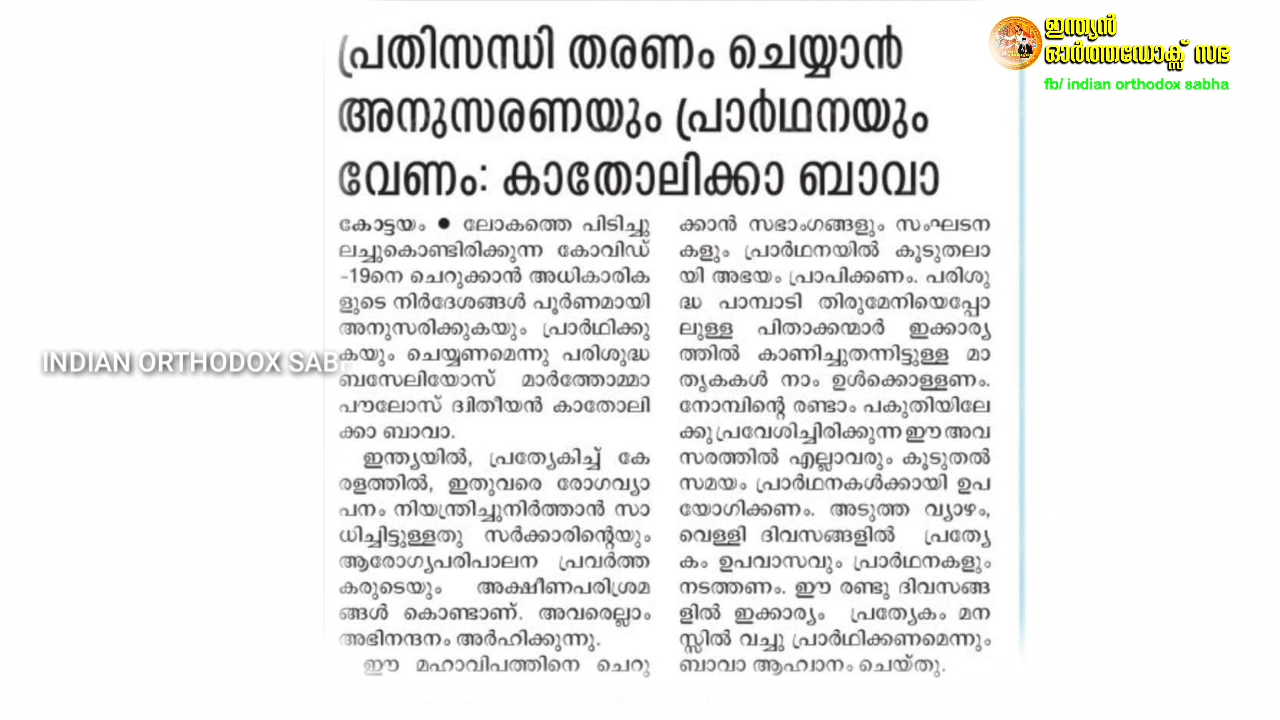 പ്രതിസന്ധി തരണം ചെയ്യാൻ
അനുസരണയും പ്രാർഥനയും
വേണം: കാതോലിക്കാ ബാവാ
കോട്ടയം ● ലോകത്തെ പിടിച്ചു
ലച്ചുകൊണ്ടിരിക്കുന്ന കോവിഡ്
-19നെ ചെറുക്കാൻ അധികാരിക
ളുടെ നിർദേശങ്ങൾ പൂർണമായി
അനുസരിക്കുകയും പ്രാർഥിക്കു
കയും ചെയ്യണമെന്നു പരിശുദ്ധ
ബസേലിയോസ് മാർത്തോമ്മാ
പൗലോസ് ദ്വിതീയൻ കാതോലി
ക്കാ ബാവാ.
ഇന്ത്യയിൽ, പ്രത്യേകിച്ച് കേ
രളത്തിൽ, ഇതുവരെ രോഗവ്യാ
പനം നിയന്ത്രിച്ചുനിർത്താൻ സാ
ധിച്ചിട്ടുള്ളതു സർക്കാരിന്റെയും
ആരോഗ്യപരിപാലന പ്രവർത്ത
കരുടെയും അക്ഷീണപരിശ്രമ
ങ്ങൾ കൊണ്ടാണ്. അവരെല്ലാം
അഭിനന്ദനം അർഹിക്കുന്നു.
ഈ മഹാവിപത്തിനെ ചെറു
ക്കാൻ സഭാംഗങ്ങളും സംഘടന
കളും പ്രാർഥനയിൽ കൂടുതലാ
യി അഭയം പ്രാപിക്കണം. പരിശു
ദ്ധ പാമ്പാടി തിരുമേനിയെപ്പോ
ലുള്ള പിതാക്കന്മാർ ഇക്കാര്യ
ത്തിൽ കാണിച്ചുതന്നിട്ടുള്ള മാ
തൃകകൾ നാം ഉൾക്കൊള്ളണം.
നോമ്പിന്റെ രണ്ടാം പകുതിയിലേ
ക്കു പ്രവേശിച്ചിരിക്കുന്ന ഈ അവ
സരത്തിൽ എല്ലാവരും കൂടുതൽ
സമയം പ്രാർഥനകൾക്കായി ഉപ
യോഗിക്കണം. അടുത്ത വ്യാഴം,
വെള്ളി ദിവസങ്ങളിൽ പ്രത്യേ
കം ഉപവാസവും പ്രാർഥനകളും
നടത്തണം. ഈ രണ്ടു ദിവസങ്ങ
ളിൽ ഇക്കാര്യം പ്രത്യേകം മന
സ്സിൽ വച്ചു പ്രാർഥിക്കണമെന്നും
ബാവാ ആഹ്വാനം ചെയ്തു.
ഇന്ത്യൻ
ഓർത്തഡോക്സ് സഭ
fb/ indian orthodox sabha
INDIAN ORTHODOX SAB